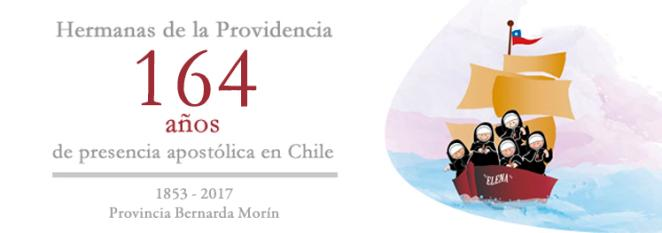 Hermanas de la Providencia
164
años
de presencia apostólica en Chile
1853 - 2017
Provincia Bernarda Morín
"ELENA"